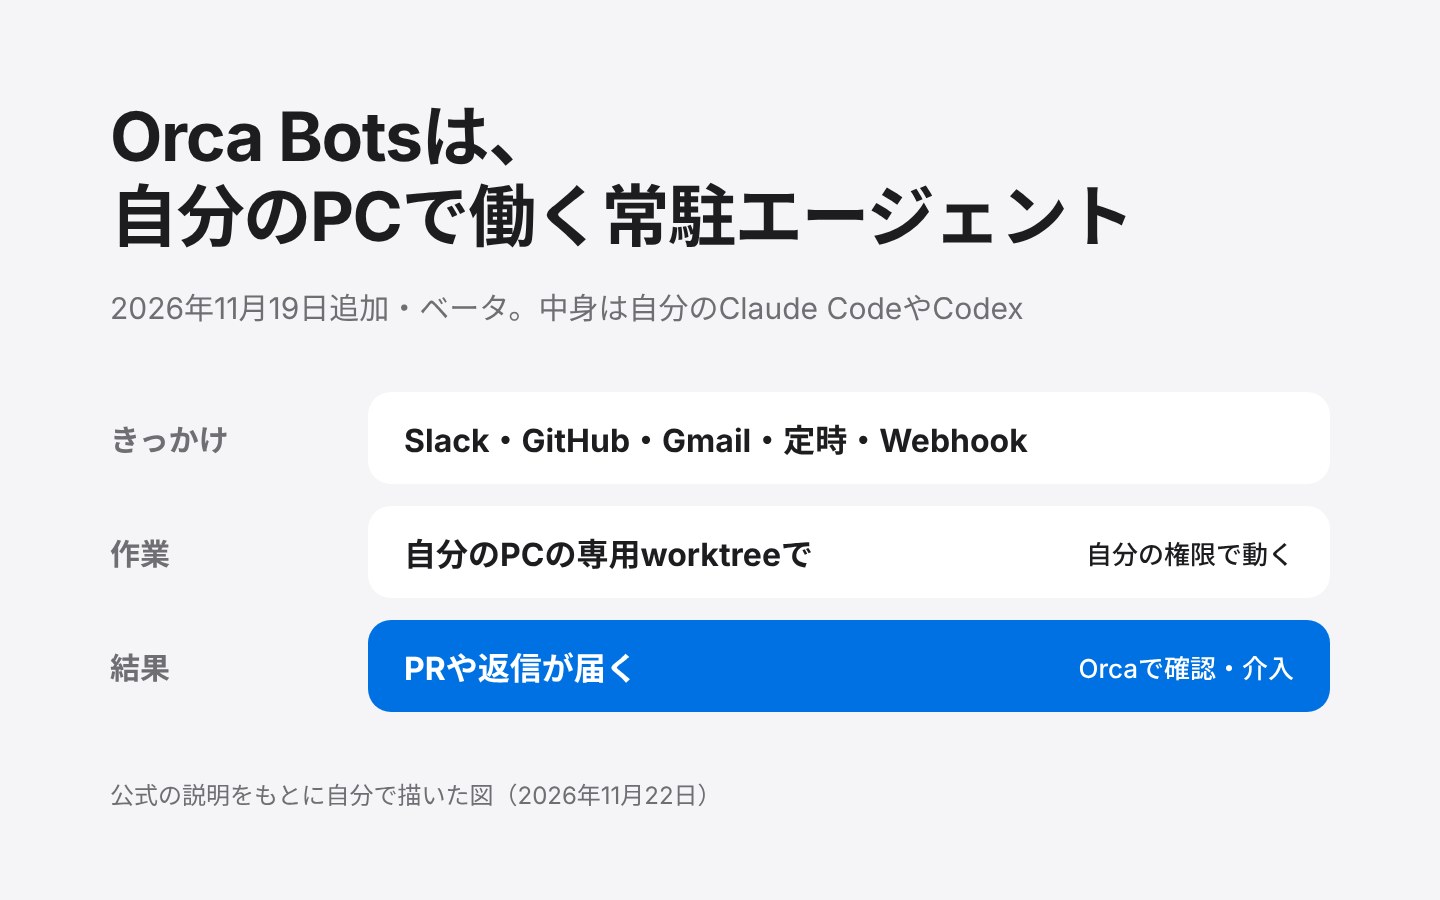 Orca Botsは、
自分のPCで働く常駐エージェント
2026年11月19日追加・ベータ。中身は自分のClaude CodeやCodex
きっかけ
Slack・GitHub・Gmail・定時・Webhook
作業
自分のPCの専用worktreeで
自分の権限で動く
結果
PRや返信が届く
Orcaで確認・介入
公式の説明をもとに自分で描いた図（2026年11月22日）